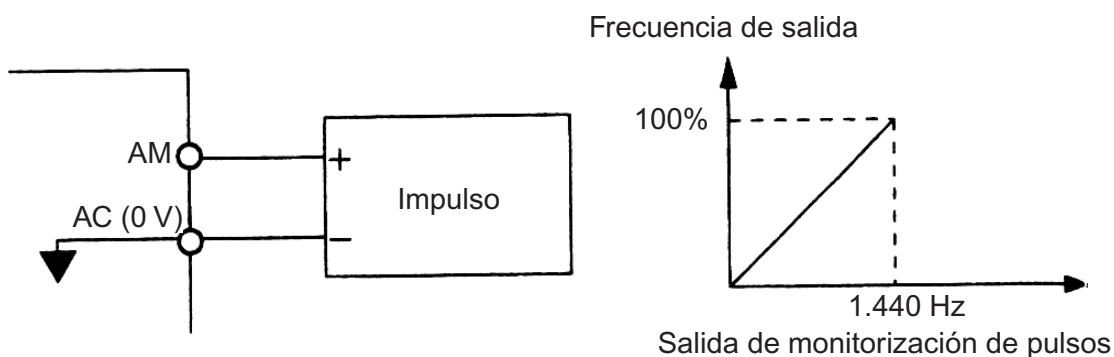 AM
+
Impulso
AC (0 V)
−
Frecuencia de salida
100%
1.440 Hz
Salida de monitorización de pulsos